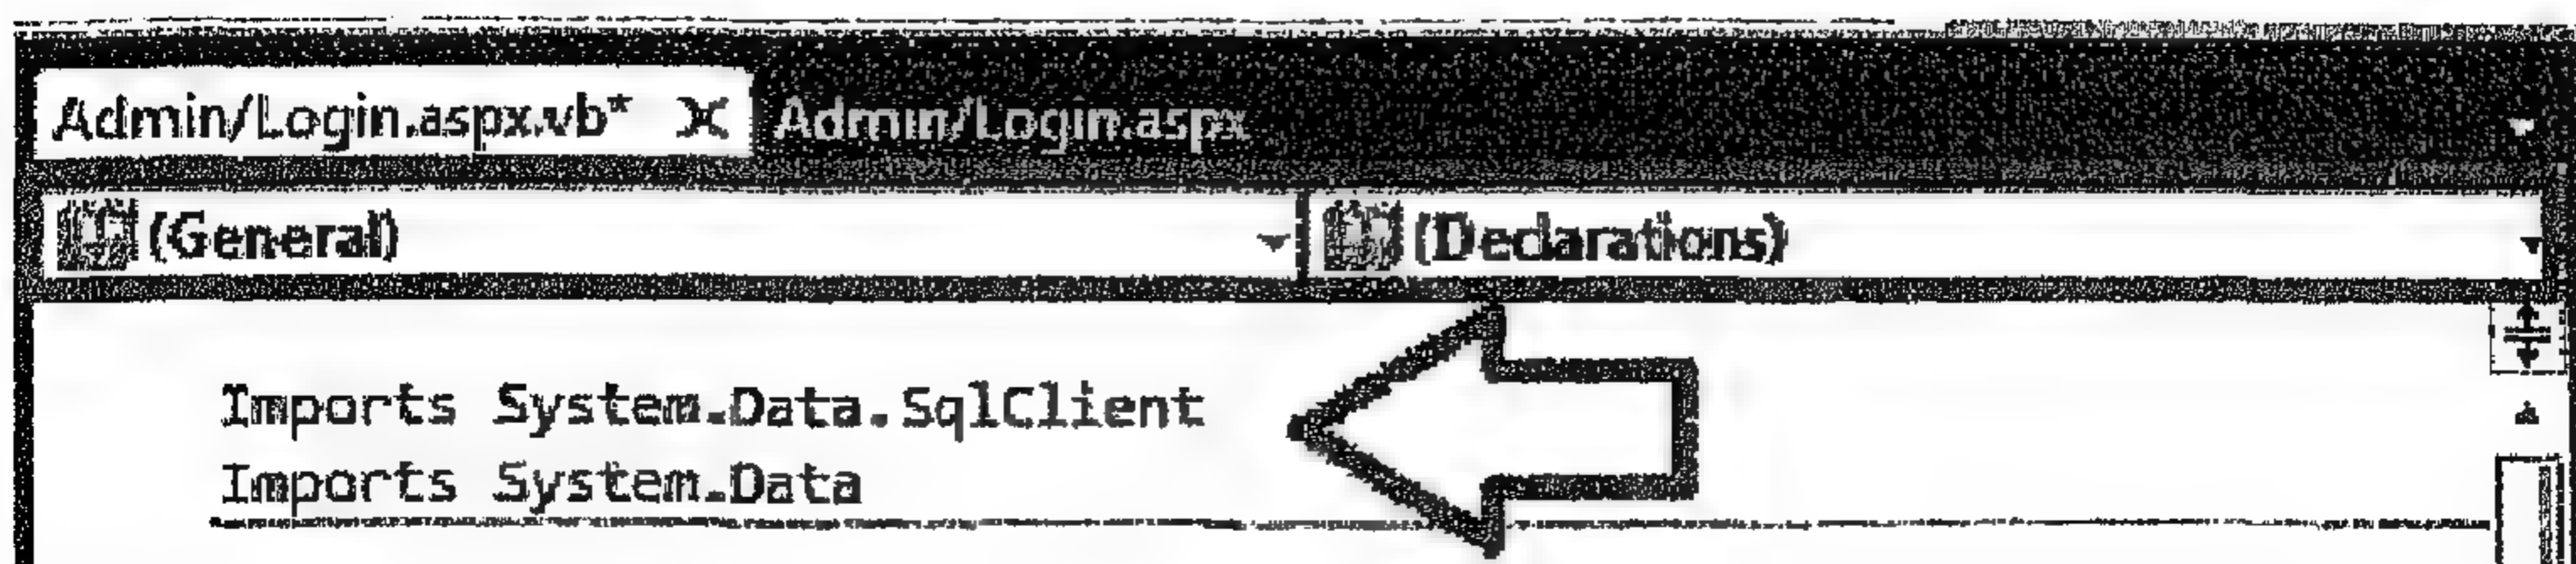 Admin/Login.aspx.vb* X Admin/Login.aspx
(General) (Declarations)
Imports System.Data.SqlClient
Imports System.Data